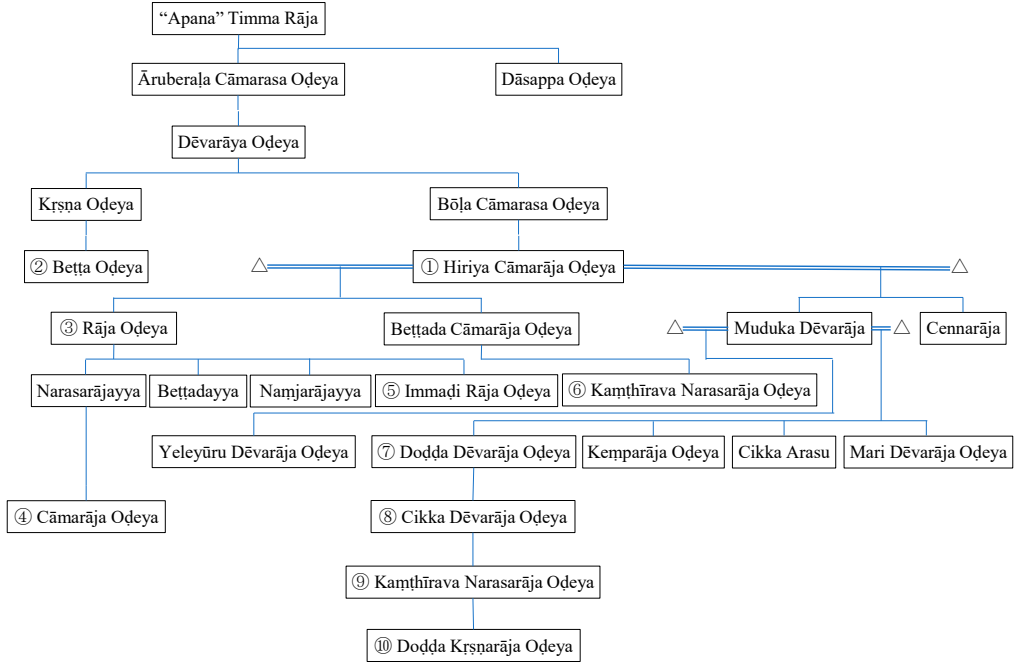 “Apana” Timma Rāja
Āruberaḷa Cāmarasa Oḍeya
Dāsappa Oḍeya
Dēvarāya Oḍeya
Kṛṣṇa Oḍeya
Bōḷa Cāmarasa Oḍeya
② Beṭṭa Oḍeya
△
① Hiriya Cāmarāja Oḍeya
△
③ Rāja Oḍeya
Beṭṭada Cāmarāja Oḍeya
△
Muduka Dēvarāja
△
Cennarāja
Narasarājayya
Beṭṭadayya
Naṃjarājayya
⑤ Immaḍi Rāja Oḍeya
⑥ Kaṃṭhīrava Narasarāja Oḍeya
Yeleyūru Dēvarāja Oḍeya
⑦ Doḍḍa Dēvarāja Oḍeya
Keṃparāja Oḍeya
Cikka Arasu
Mari Dēvarāja Oḍeya
④ Cāmarāja Oḍeya
⑧ Cikka Dēvarāja Oḍeya
⑨ Kaṃṭhīrava Narasarāja Oḍeya
⑩ Doḍḍa Kṛṣṇarāja Oḍeya